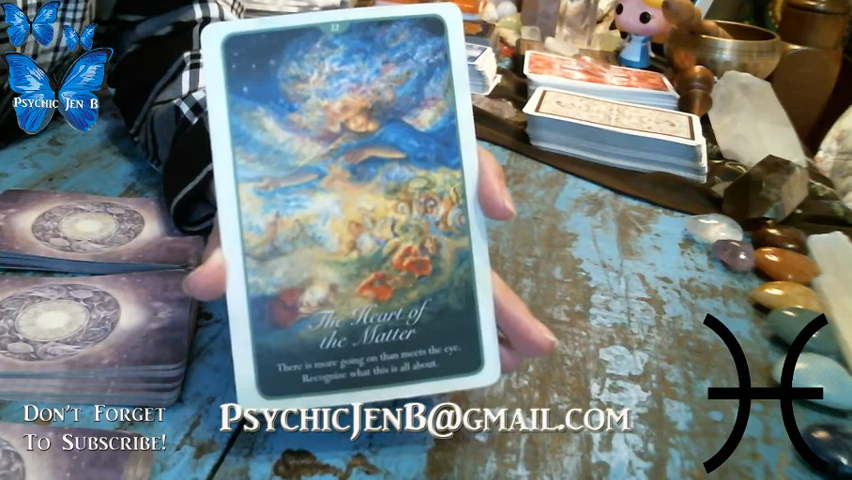 Psychic Jen B
22
The Heart of
the Matter
There is more going on than meets the eye.
Recognize what this is all about.
Don't Forget
To Subscribe!
PsychicJenB@gmail.com